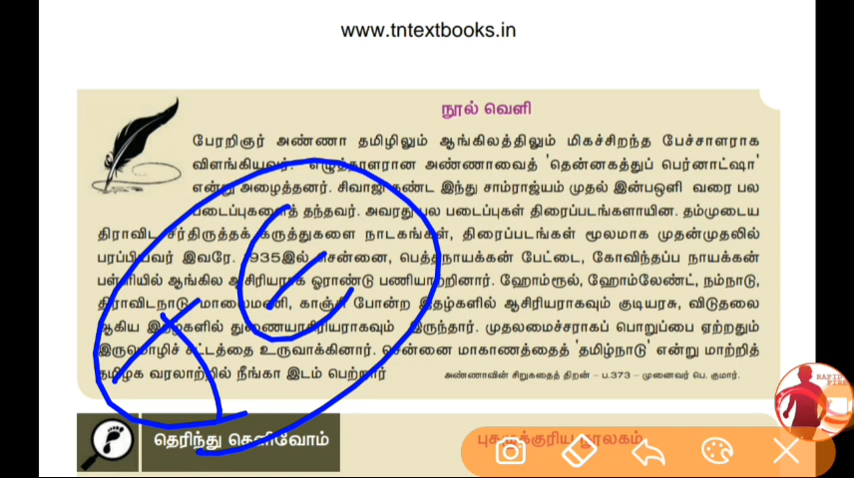 www.tntextbooks.in
நூல் வெளி
பேரறிஞர் அண்ணா தமிழிலும் ஆங்கிலத்திலும் மிகச்சிறந்த பேச்சாளராக
விளங்கியவர். எழுத்தாளரான அண்ணாவைத் 'தென்னகத்துப் பெர்னாட்ஷா'
என்று அழைத்தனர். சிவாஜி கண்ட இந்து சாம்ராஜ்யம் முதல் இன்பஒளி வரை பல
படைப்புகளைத் தந்தவர். அவரது பல படைப்புகள் திரைப்படங்களாயின. தம்முடைய
திராவிட சீர்திருத்தக் கருத்துகளை நாடகங்கள், திரைப்படங்கள் மூலமாக முதன்முதலில்
பரப்பியவர் இவரே. 1935இல் சென்னை, பெத்தநாயக்கன் பேட்டை, கோவிந்தப்ப நாயக்கன்
பள்ளியில் ஆங்கில ஆசிரியராக ஓராண்டு பணியாற்றினார். ஹோம்ரூல், ஹோம்லேண்ட், நம்நாடு,
திராவிடநாடு, மாலைமணி, காஞ்சி போன்ற இதழ்களில் ஆசிரியராகவும் குடியரசு, விடுதலை
ஆகிய இதழ்களில் துணையாசிரியராகவும் இருந்தார். முதலமைச்சராகப் பொறுப்பை ஏற்றதும்
இருமொழிச் சட்டத்தை உருவாக்கினார். சென்னை மாகாணத்தைத் 'தமிழ்நாடு' என்று மாற்றித்
தமிழக வரலாற்றில் நீங்கா இடம் பெற்றார்
அண்ணாவின் சிறுகதைத் திறன் – ப.373 – முனைவர் பெ. குமார்.
தெரிந்து தெளிவோம்